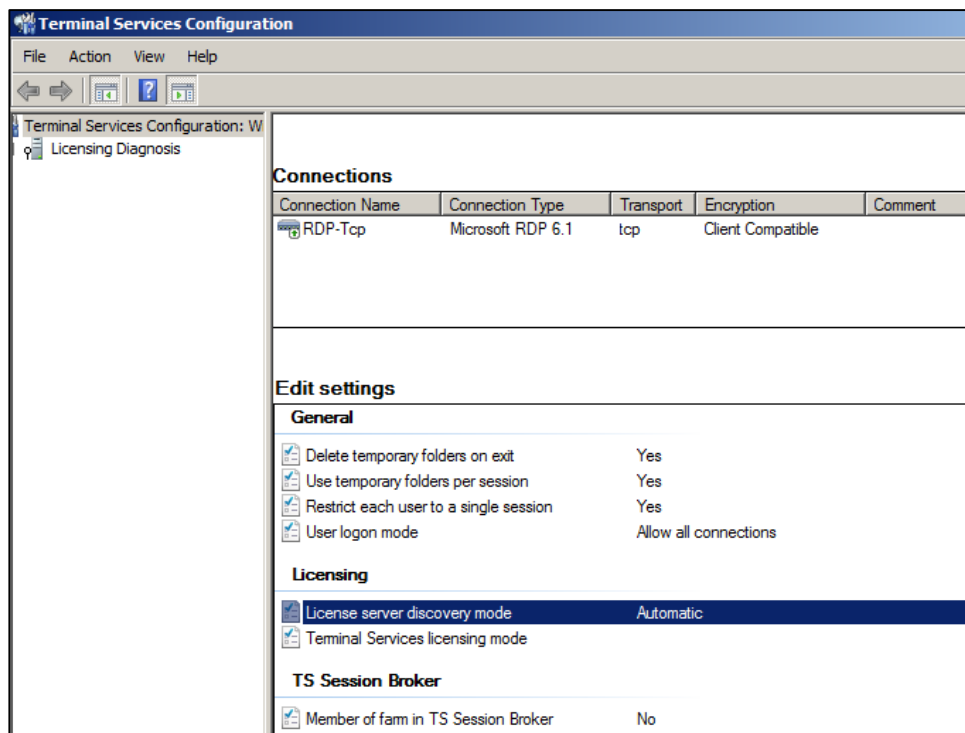 Terminal Services Configuration
File Action View Help
Terminal Services Configuration: W
Licensing Diagnosis
Connections
Connection Name Connection Type Transport Encryption Comment
RDP-Tcp Microsoft RDP 6.1 tcp Client Compatible
Edit settings
General
Delete temporary folders on exit Yes
Use temporary folders per session Yes
Restrict each user to a single session Yes
User logon mode Allow all connections
Licensing
License server discovery mode Automatic
Terminal Services licensing mode
TS Session Broker
Member of farm in TS Session Broker No